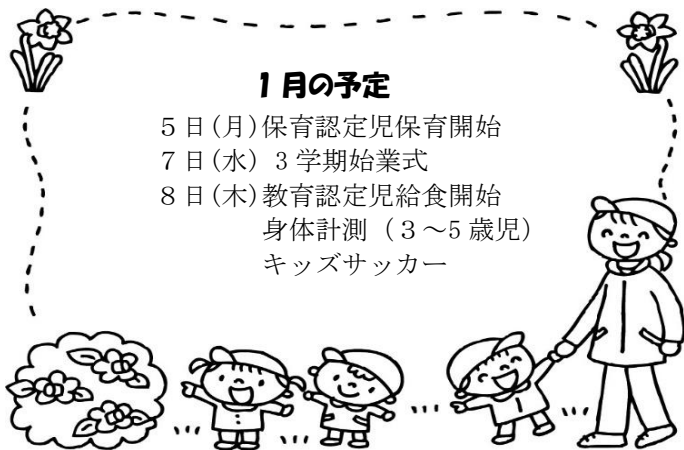 1月の予定
5日(月)保育認定児保育開始
7日(水) 3学期始業式
8日(木)教育認定児給食開始
身体計測（3～5歳児）
キッズサッカー